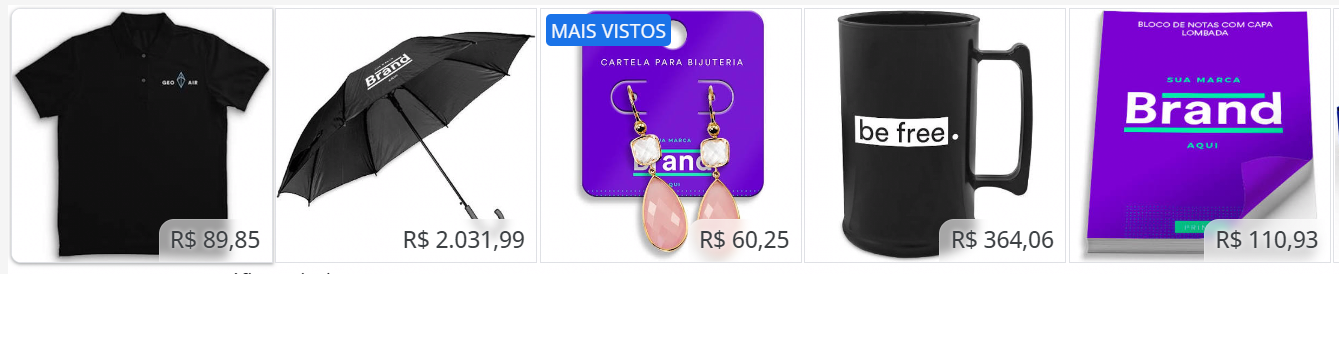 GEO AIR
R$ 89,85
Brand
R$ 2.031,99
MAIS VISTOS
CARTELA PARA BIJUTERIA
MARCA
Brand
AQUI
R$ 60,25
be free.
R$ 364,06
BLOCO DE NOTAS COM CAPA
LOMBADA
SUA MARCA
Brand
AQUI
R$ 110,93